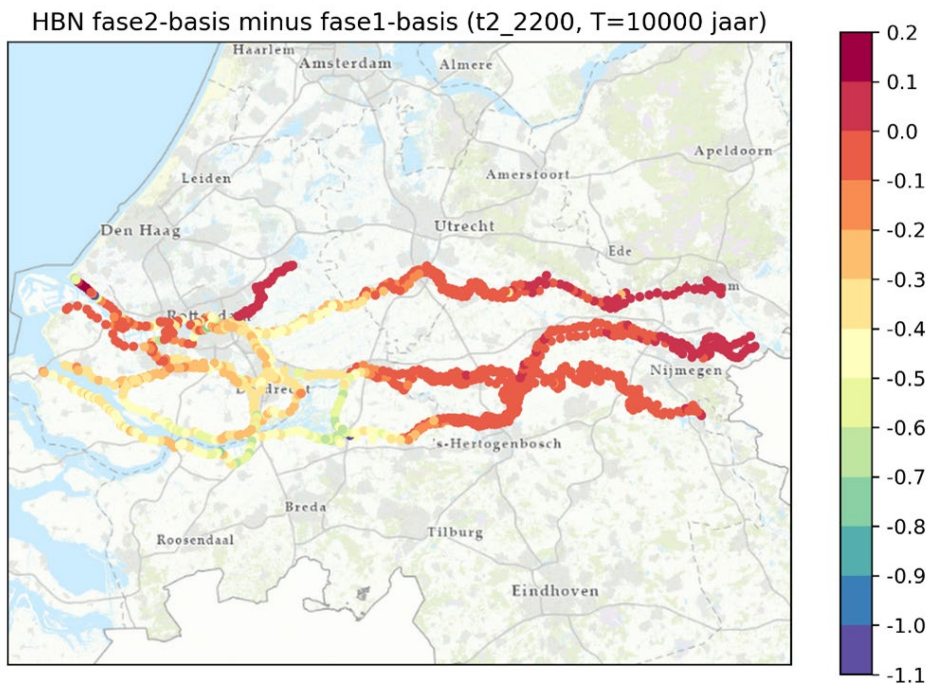 HBN fase2-basis minus fase1-basis (t2_2200, T=10000 jaar)
Haarlem
Amsterdam
Almere
Apeldoorn
Amersfoort
Leiden
Utrecht
Den Haag
Ede
m
Nijmegen
's-Hertogenbosch
Breda
Tilburg
Roosendaal
Eindhoven
0.2
0.1
0.0
-0.1
-0.2
-0.3
-0.4
-0.5
-0.6
-0.7
-0.8
-0.9
-1.0
-1.1